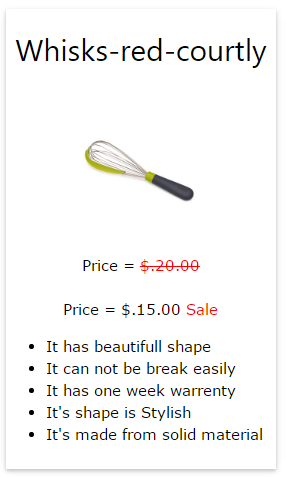 Whisks-red-courtly
Price = $.20.00
Price = $.15.00 Sale
• It has beautifull shape
• It can not be break easily
• It has one week warrenty
• It's shape is Stylish
• It's made from solid material